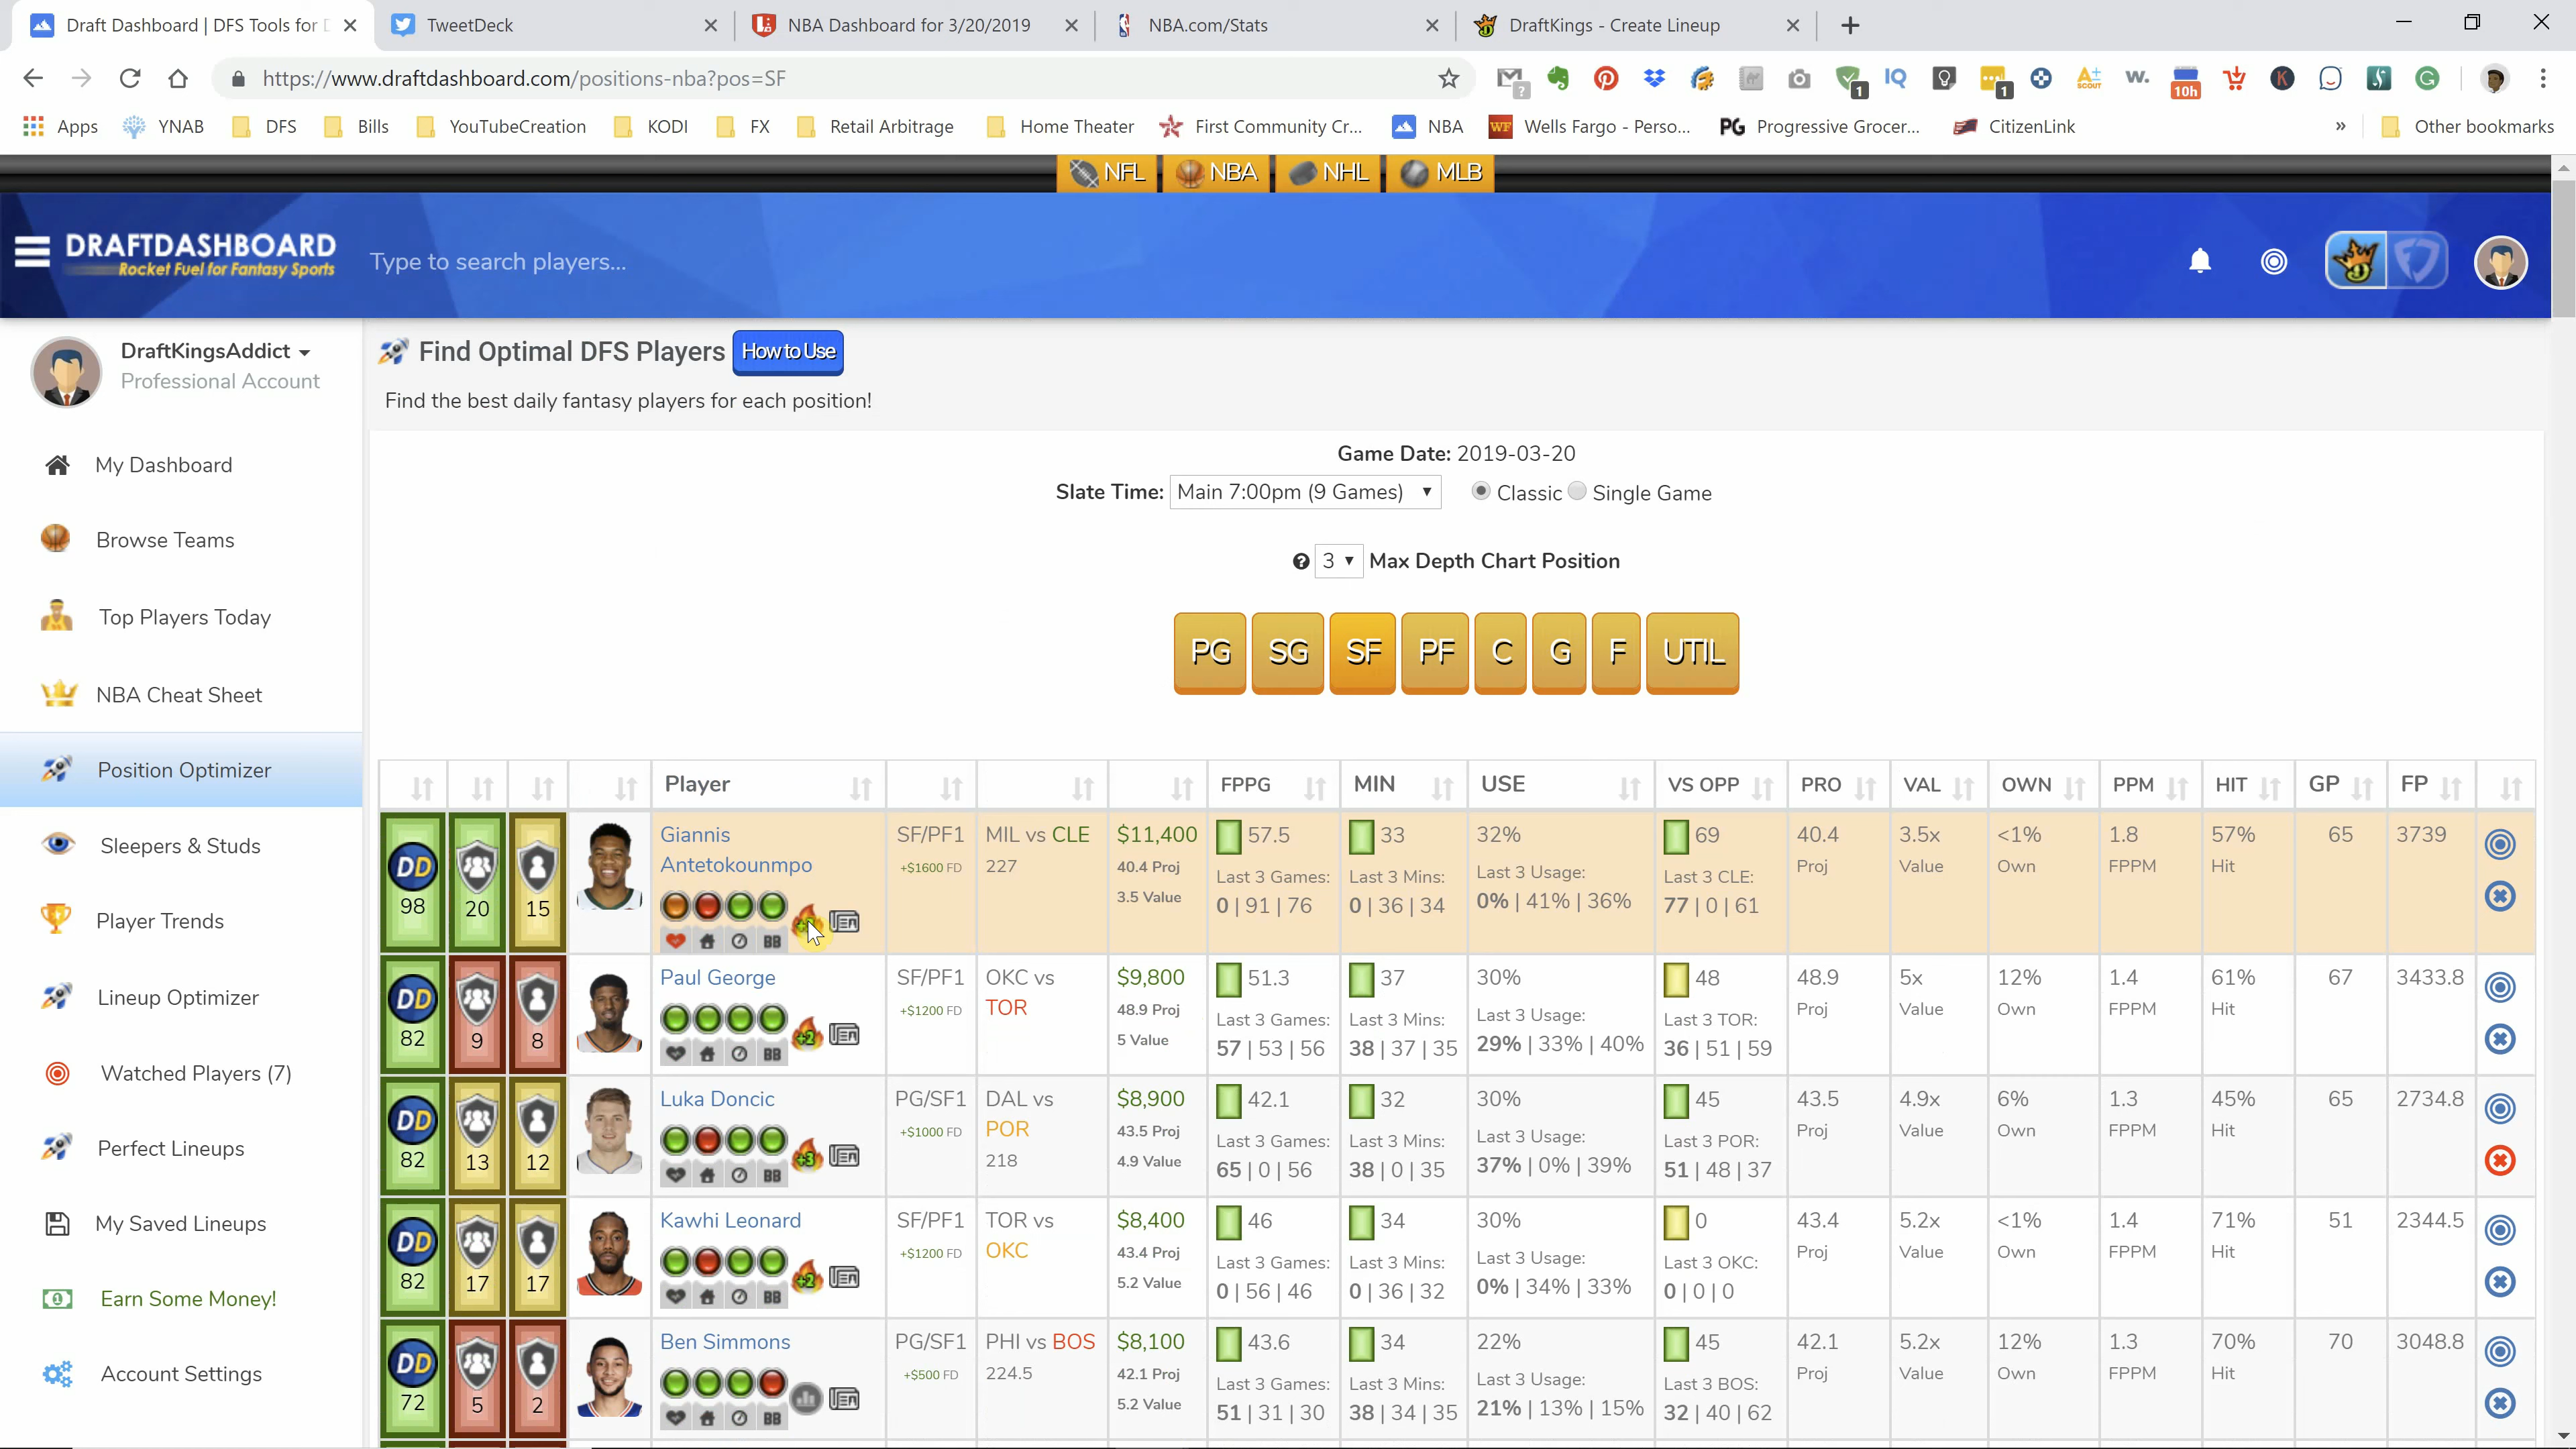 Draft Dashboard | DFS Tools for D
TweetDeck
NBA Dashboard for 3/20/2019
NBA.com/Stats
DraftKings - Create Lineup
https://www.draftdashboard.com/positions-nba?pos=SF
Apps
YNAB
DFS
Bills
YouTubeCreation
KODI
FX
Retail Arbitrage
Home Theater
First Community Cr...
NBA
Wells Fargo - Perso...
Progressive Grocer...
CitizenLink
Other bookmarks
NFL NBA NHL MLB
DRAFTDASHBOARD
Rocket Fuel for Fantasy Sports
Type to search players...
DraftKingsAddict
Professional Account
My Dashboard
Browse Teams
Top Players Today
NBA Cheat Sheet
Position Optimizer
Sleepers & Studs
Player Trends
Lineup Optimizer
Watched Players (7)
Perfect Lineups
My Saved Lineups
Earn Some Money!
Account Settings
Find Optimal DFS Players How to Use
Find the best daily fantasy players for each position!
Game Date: 2019-03-20
Slate Time: Main 7:00pm (9 Games) Classic Single Game
3 Max Depth Chart Position
PG SG SF PF C G F UTIL
Player FPPG MIN USE VS OPP PRO VAL OWN PPM HIT GP FP
DD 98 20 15 Giannis Antetokounmpo BB SF/PF1 +$1600 FD MIL vs CLE 227 $11,400 40.4 Proj 3.5 Value 57.5 Last 3 Games: 0 | 91 | 76 33 Last 3 Mins: 0 | 36 | 34 32% Last 3 Usage: 0% | 41% | 36% 69 Last 3 CLE: 77 | 0 | 61 40.4 Proj 3.5x Value <1% Own 1.8 FPPM 57% Hit 65 3739
DD 82 9 8 Paul George +2 BB SF/PF1 +$1200 FD OKC vs TOR $9,800 48.9 Proj 5 Value 51.3 Last 3 Games: 57 | 53 | 56 37 Last 3 Mins: 38 | 37 | 35 30% Last 3 Usage: 29% | 33% | 40% 48 Last 3 TOR: 36 | 51 | 59 48.9 Proj 5x Value 12% Own 1.4 FPPM 61% Hit 67 3433.8
DD 82 13 12 Luka Doncic +3 BB PG/SF1 +$1000 FD DAL vs POR 218 $8,900 43.5 Proj 4.9 Value 42.1 Last 3 Games: 65 | 0 | 56 32 Last 3 Mins: 38 | 0 | 35 30% Last 3 Usage: 37% | 0% | 39% 45 Last 3 POR: 51 | 48 | 37 43.5 Proj 4.9x Value 6% Own 1.3 FPPM 45% Hit 65 2734.8
DD 82 17 17 Kawhi Leonard +2 BB SF/PF1 +$1200 FD TOR vs OKC $8,400 43.4 Proj 5.2 Value 46 Last 3 Games: 0 | 56 | 46 34 Last 3 Mins: 0 | 36 | 32 30% Last 3 Usage: 0% | 34% | 33% 0 Last 3 OKC: 0 | 0 | 0 43.4 Proj 5.2x Value <1% Own 1.4 FPPM 71% Hit 51 2344.5
DD 72 5 2 Ben Simmons BB PG/SF1 +$500 FD PHI vs BOS 224.5 $8,100 42.1 Proj 5.2 Value 43.6 Last 3 Games: 51 | 31 | 30 34 Last 3 Mins: 38 | 34 | 35 22% Last 3 Usage: 21% | 13% | 15% 45 Last 3 BOS: 32 | 40 | 62 42.1 Proj 5.2x Value 12% Own 1.3 FPPM 70% Hit 70 3048.8